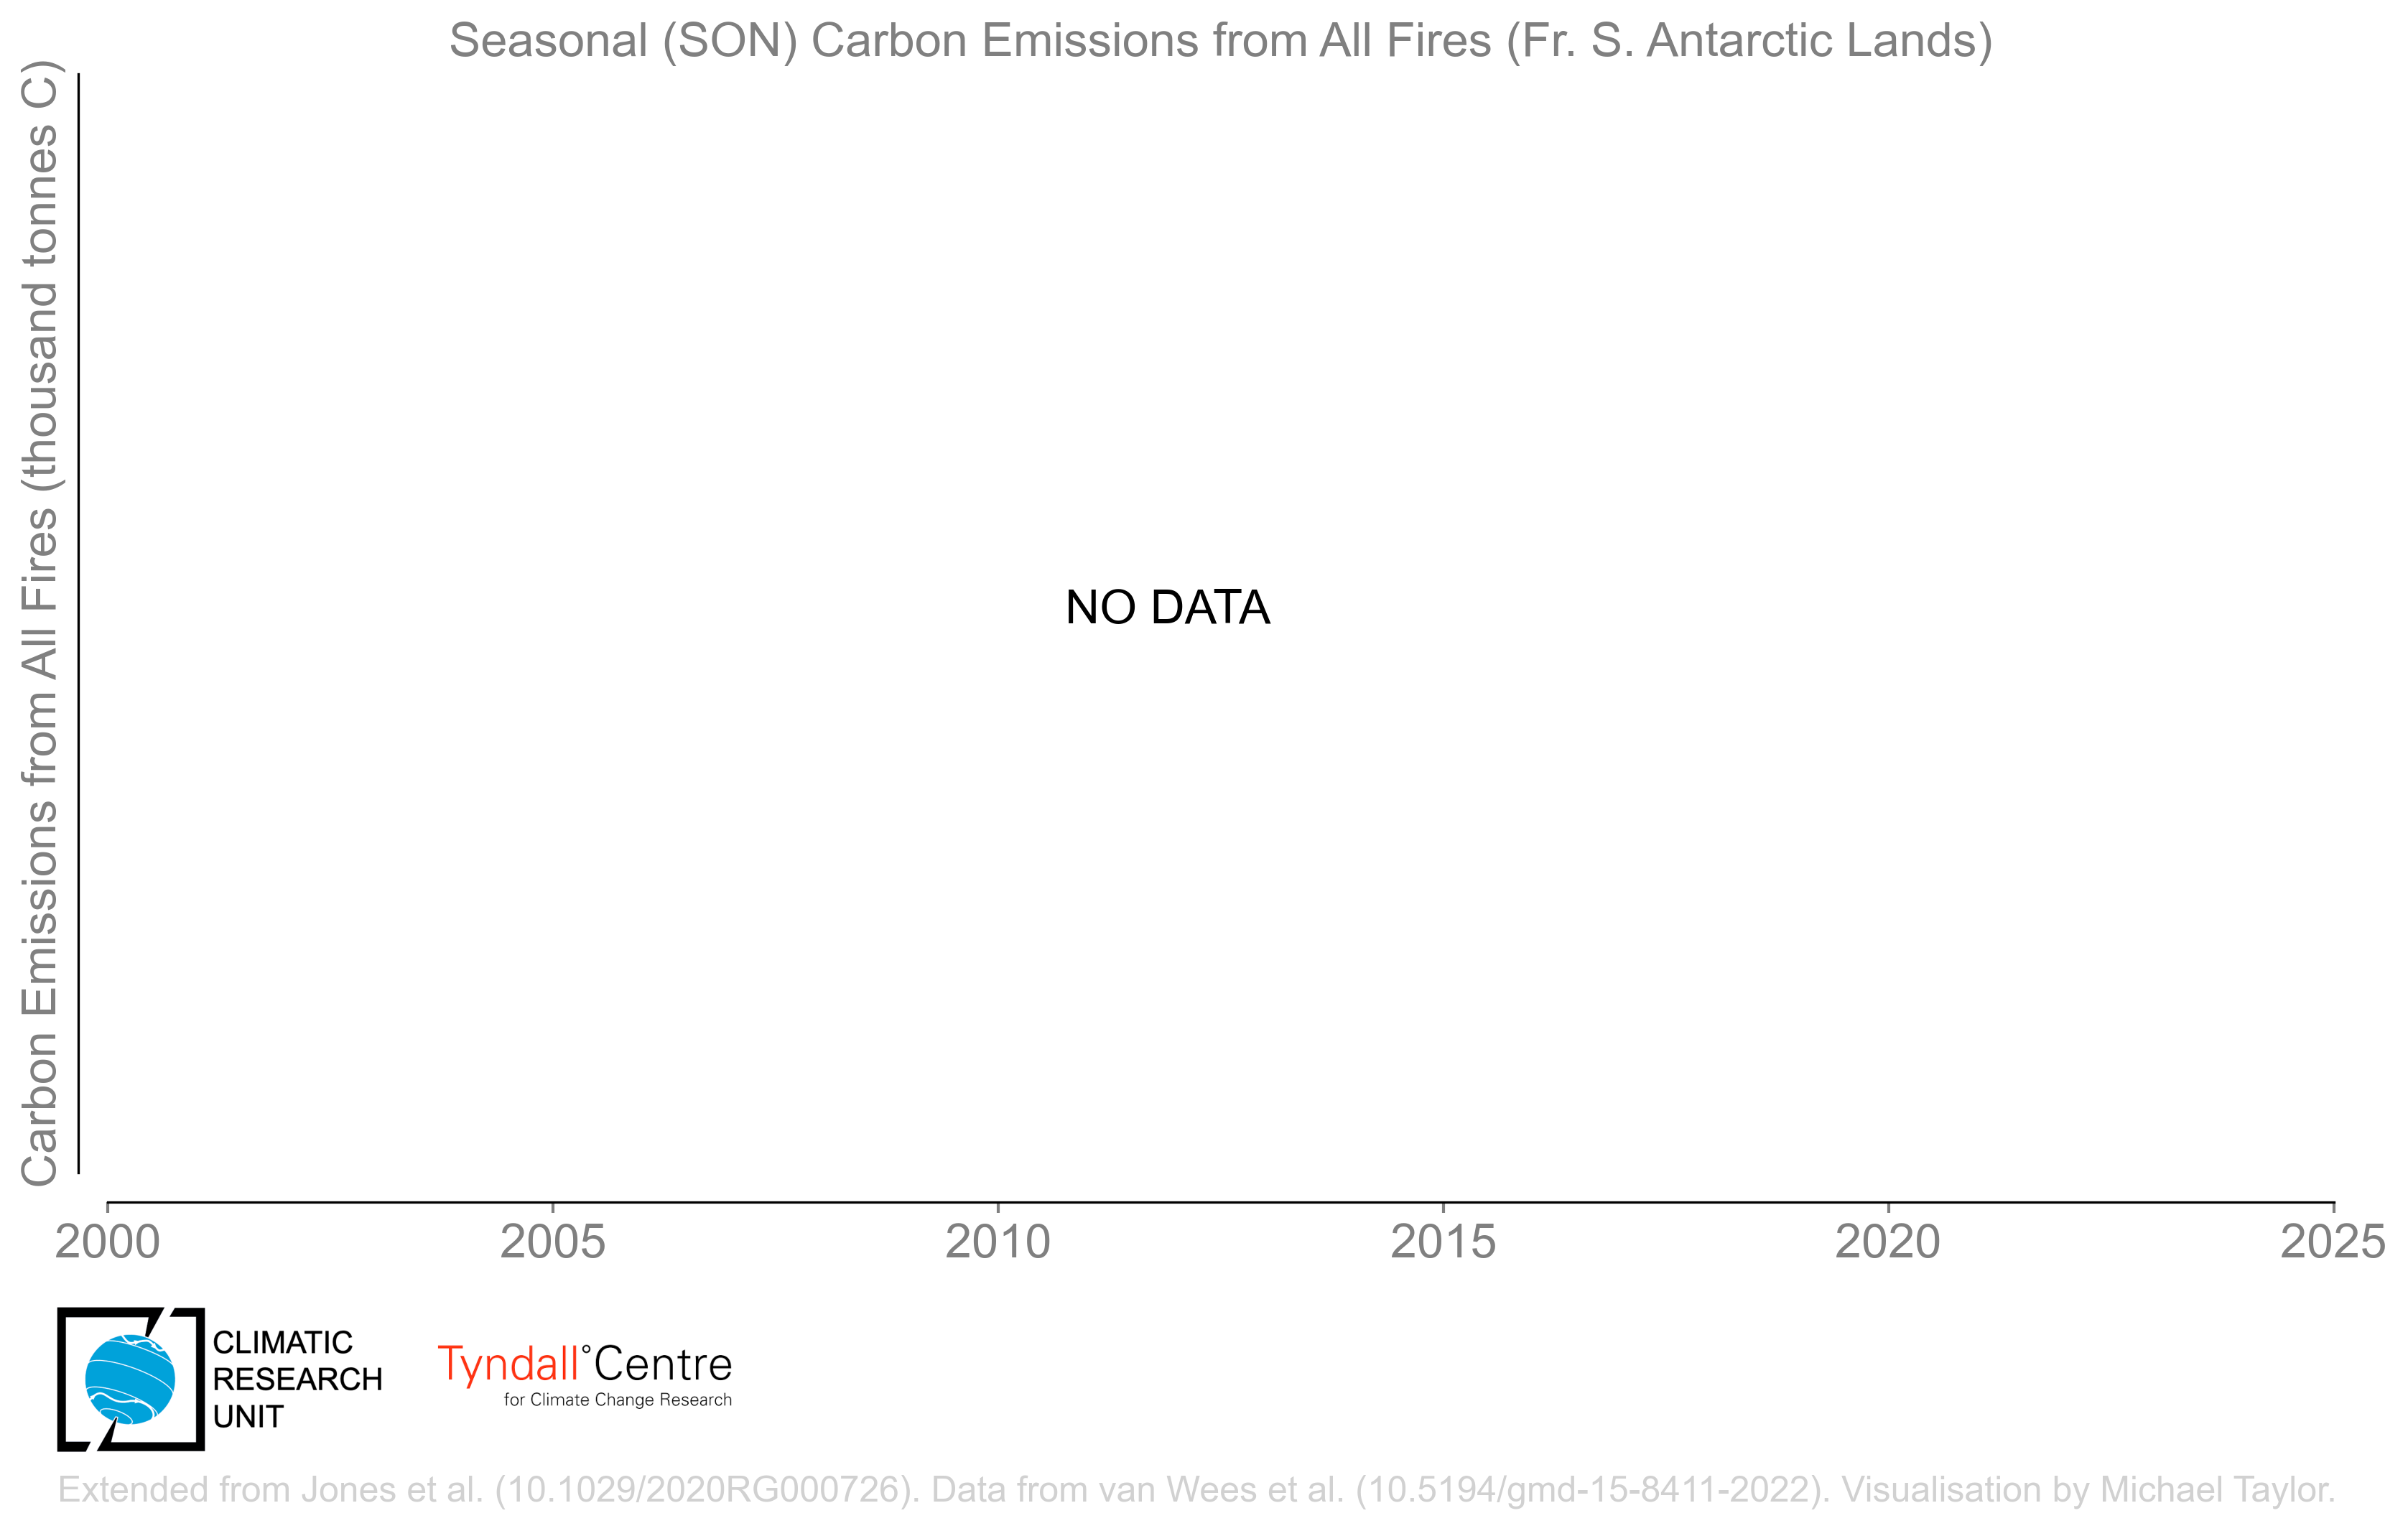 Seasonal (SON) Carbon Emissions from All Fires (Fr. S. Antarctic Lands)
Carbon Emissions from All Fires (thousand tonnes C)
NO DATA
2000 2005 2010 2015 2020 2025
CLIMATIC
RESEARCH
UNIT
Tyndall°Centre
for Climate Change Research
Extended from Jones et al. (10.1029/2020RG000726). Data from van Wees et al. (10.5194/gmd-15-8411-2022). Visualisation by Michael Taylor.